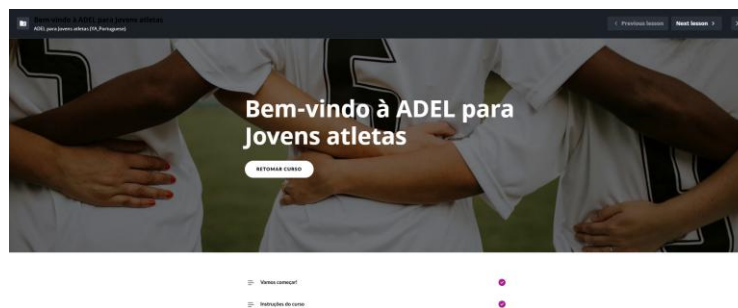 Bem-vindo à ADEL para jovens atletas
ADEL para jovens atletas (YA_Portuguese)
< Previous lesson Next lesson >
Bem-vindo à ADEL para
Jovens atletas
RETOMAR CURSO
Vamos começar!
Instruções do curso